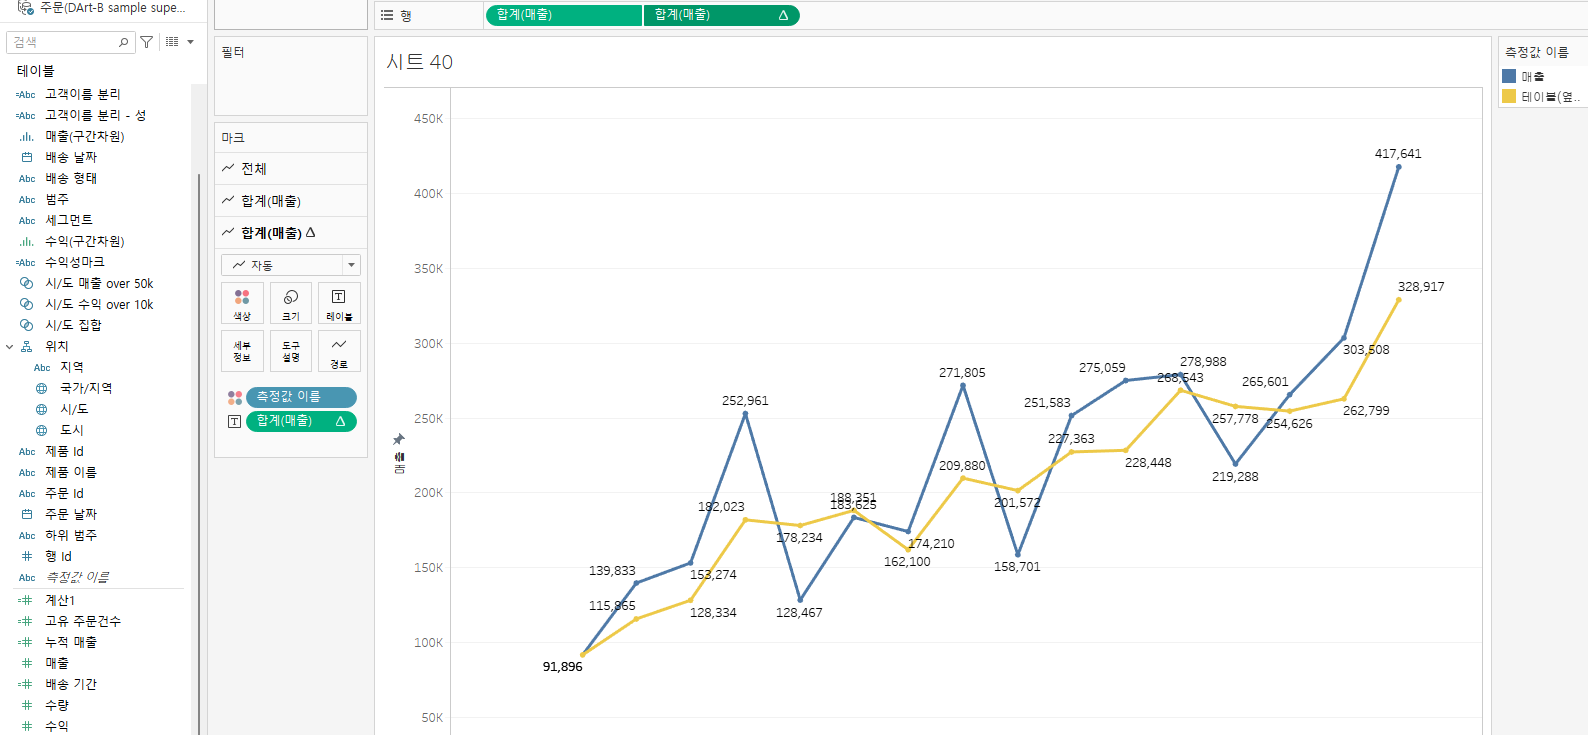 주문(DArt-B sample supe...
검색
테이블
고객이름 분리
고객이름 분리 - 성
매출(구간차원)
배송 날짜
배송 형태
범주
세그먼트
수익(구간차원)
수익성마크
시/도 매출 over 50k
시/도 수익 over 10k
시/도 집합
위치
지역
국가/지역
시/도
도시
제품 Id
제품 이름
주문 Id
주문 날짜
하위 범주
행 Id
측정값 이름
계산1
고유 주문건수
누적 매출
매출
배송 기간
수량
수익
필터
마크
전체
합계(매출)
합계(매출) Δ
자동
색상
크기
레이블
세부
정보
도구
설명
경로
측정값 이름
합계(매출) Δ
행
합계(매출)
합계(매출) Δ
시트 40
450K
400K
350K
300K
250K
200K
150K
100K
50K
91,896
139,833
115,865
153,274
128,334
252,961
182,023
178,234
128,467
188,351
183,625
174,210
162,100
271,805
209,880
201,572
158,701
251,583
227,363
275,059
228,448
278,988
268,543
257,778
219,288
265,601
254,626
303,508
262,799
417,641
328,917
측정값 이름
매출
테이블(옆..